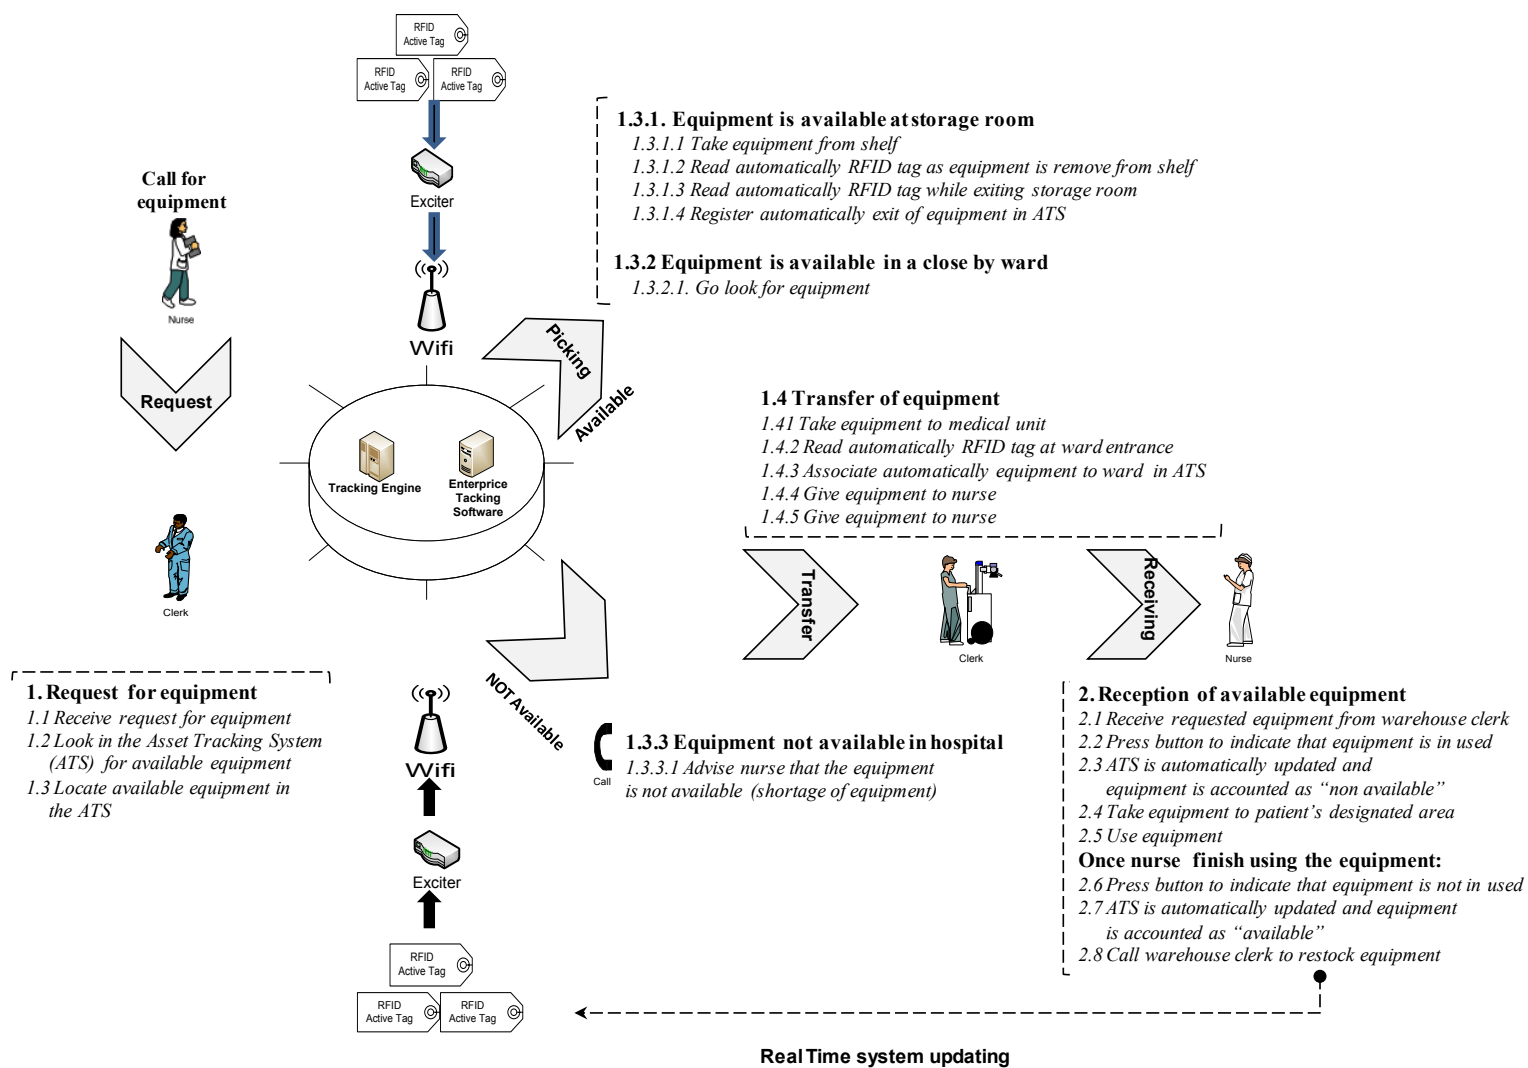 RFID
Active Tag
RFID
Active Tag
RFID
Active Tag
Exciter
Wifi
Call for
equipment
Nurse
Request
Clerk
1. Request for equipment
1.1 Receive request for equipment
1.2 Look in the Asset Tracking System
(ATS) for available equipment
1.3 Locate available equipment in
the ATS
Tracking Engine
Enterprice
Tacking
Software
Picking
Available
1.3.1. Equipment is available at storage room
1.3.1.1 Take equipment from shelf
1.3.1.2 Read automatically RFID tag as equipment is remove from shelf
1.3.1.3 Read automatically RFID tag while exiting storage room
1.3.1.4 Register automatically exit of equipment in ATS
1.3.2 Equipment is available in a close by ward
1.3.2.1. Go look for equipment
1.4 Transfer of equipment
1.41 Take equipment to medical unit
1.4.2 Read automatically RFID tag at ward entrance
1.4.3 Associate automatically equipment to ward in ATS
1.4.4 Give equipment to nurse
1.4.5 Give equipment to nurse
Transfer
Clerk
Receiving
Nurse
NOT Available
Call
1.3.3 Equipment not available in hospital
1.3.3.1 Advise nurse that the equipment
is not available (shortage of equipment)
2. Reception of available equipment
2.1 Receive requested equipment from warehouse clerk
2.2 Press button to indicate that equipment is in used
2.3 ATS is automatically updated and
equipment is accounted as “non available”
2.4 Take equipment to patient’s designated area
2.5 Use equipment
Once nurse finish using the equipment:
2.6 Press button to indicate that equipment is not in used
2.7 ATS is automatically updated and equipment
is accounted as “available”
2.8 Call warehouse clerk to restock equipment
Wifi
Exciter
RFID
Active Tag
RFID
Active Tag
RFID
Active Tag
Real Time system updating